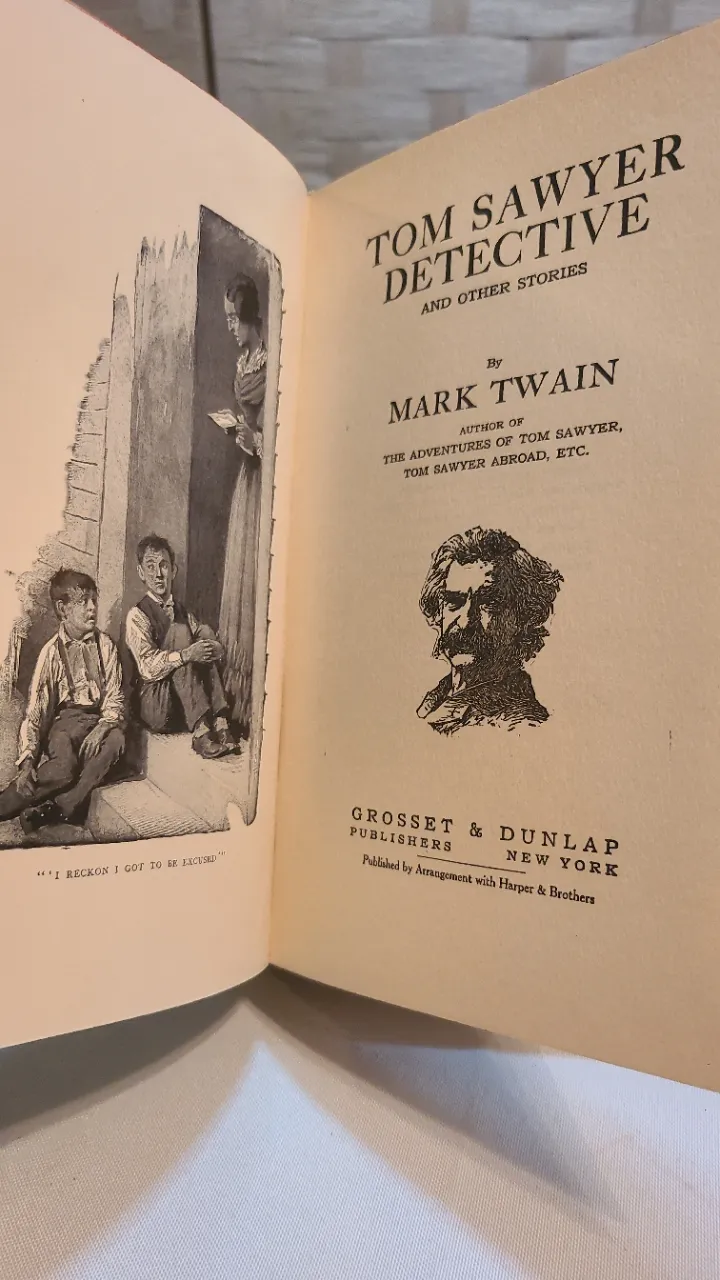 "'I RECKON I GOT TO BE EXCUSED'"
TOM SAWYER
DETECTIVE
AND OTHER STORIES
By
MARK TWAIN
AUTHOR OF
THE ADVENTURES OF TOM SAWYER,
TOM SAWYER ABROAD, ETC.
GROSSET & DUNLAP
PUBLISHERS NEW YORK
Published by Arrangement with Harper & Brothers